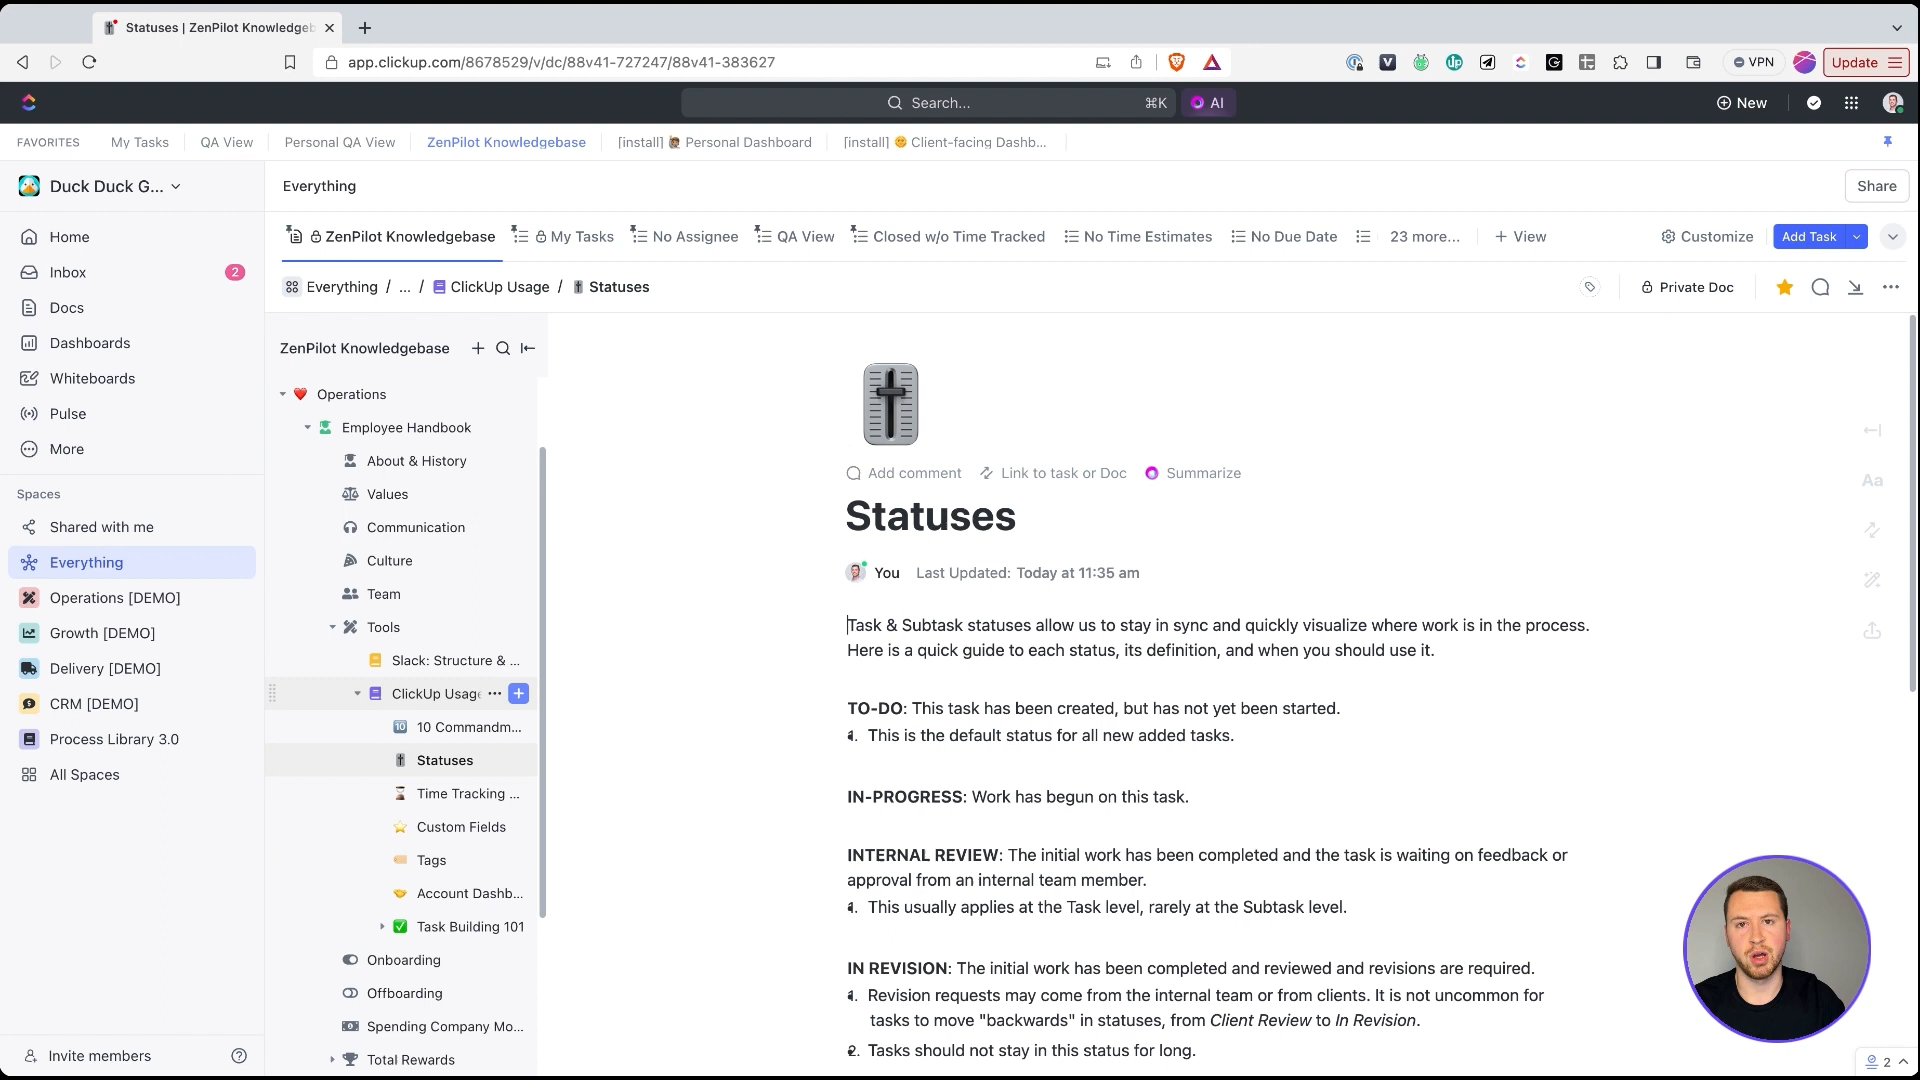 Statuses | ZenPilot Knowledgeb
app.clickup.com/8678529/v/dc/88v41-727247/88v41-383627
VPN
Update
Search...
⌘K
AI
New
FAVORITES
My Tasks
QA View
Personal QA View
ZenPilot Knowledgebase
[install] 🙋🏽 Personal Dashboard
[install] 🌞 Client-facing Dashb...
Duck Duck G...
Everything
Share
Home
Inbox
2
Docs
Dashboards
Whiteboards
Pulse
More
Spaces
Shared with me
Everything
Operations [DEMO]
Growth [DEMO]
Delivery [DEMO]
CRM [DEMO]
Process Library 3.0
All Spaces
Invite members
ZenPilot Knowledgebase
My Tasks
No Assignee
QA View
Closed w/o Time Tracked
No Time Estimates
No Due Date
23 more...
+ View
Customize
Add Task
Everything / ... / ClickUp Usage / Statuses
Private Doc
ZenPilot Knowledgebase
Operations
Employee Handbook
About & History
Values
Communication
Culture
Team
Tools
Slack: Structure & ...
ClickUp Usage
10 Commandm...
Statuses
Time Tracking ...
Custom Fields
Tags
Account Dashb...
Task Building 101
Onboarding
Offboarding
Spending Company Mo...
Total Rewards
Add comment
Link to task or Doc
Summarize
Statuses
You Last Updated: Today at 11:35 am
Task & Subtask statuses allow us to stay in sync and quickly visualize where work is in the process.
Here is a quick guide to each status, its definition, and when you should use it.
TO-DO: This task has been created, but has not yet been started.
1. This is the default status for all new added tasks.
IN-PROGRESS: Work has begun on this task.
INTERNAL REVIEW: The initial work has been completed and the task is waiting on feedback or
approval from an internal team member.
1. This usually applies at the Task level, rarely at the Subtask level.
IN REVISION: The initial work has been completed and reviewed and revisions are required.
1. Revision requests may come from the internal team or from clients. It is not uncommon for
tasks to move "backwards" in statuses, from Client Review to In Revision.
2. Tasks should not stay in this status for long.
Aa
2